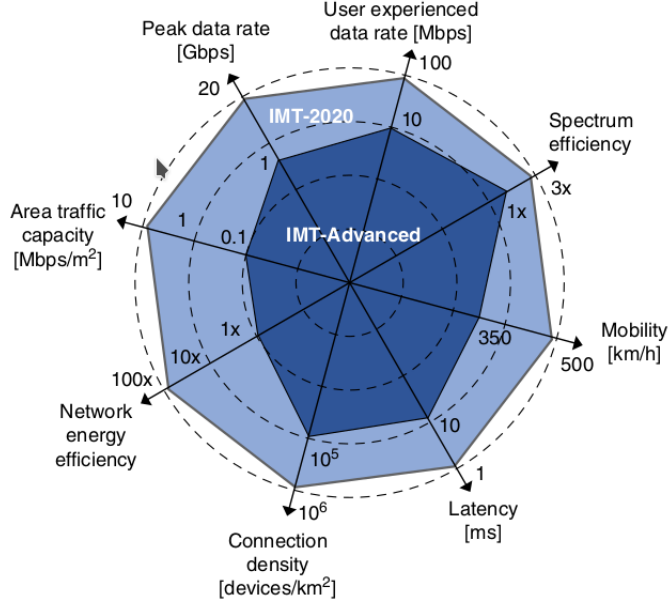 Peak data rate
[Gbps]
User experienced
data rate [Mbps]
20
100
IMT-2020
10
Spectrum
efficiency
1
3x
1x
10
Area traffic
capacity
[Mbps/m²]
1
0.1
IMT-Advanced
1x
10x
100x
350
Mobility
[km/h]
500
Network
energy
efficiency
10
10⁵
1
Latency
[ms]
10⁶
Connection
density
[devices/km²]